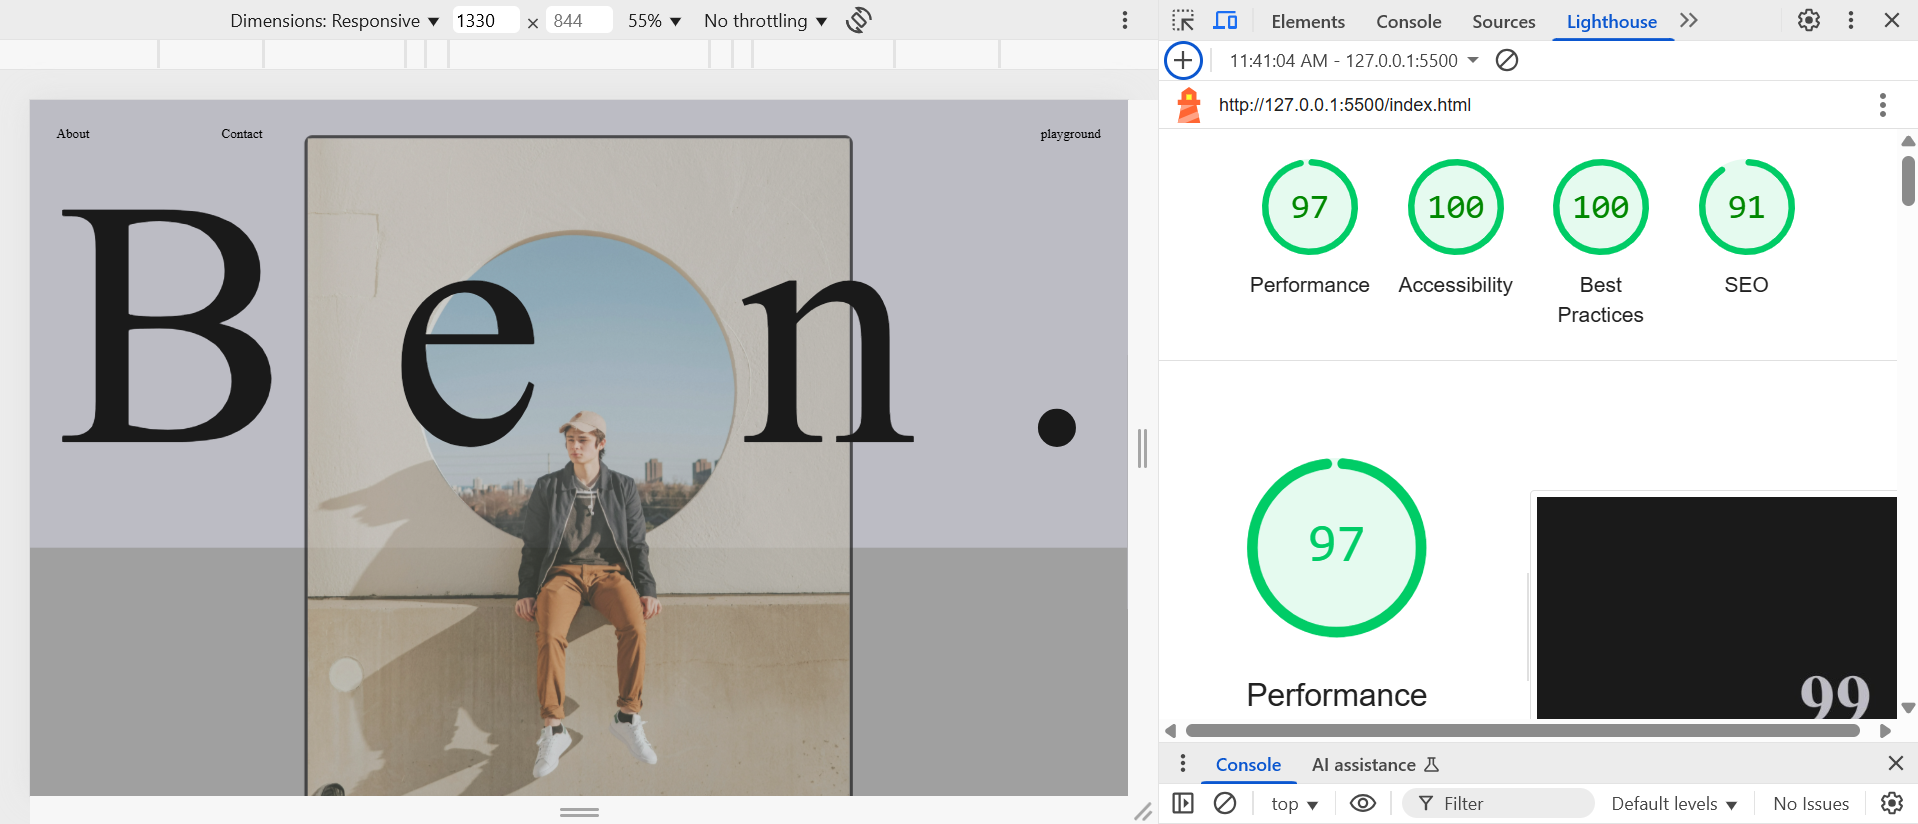 Dimensions: Responsive ▼ 1330 × 844 55% ▼ No throttling ▼
Elements Console Sources Lighthouse
11:41:04 AM - 127.0.0.1:5500
http://127.0.0.1:5500/index.html
About Contact playground
Ben.
97 100 100 91
Performance Accessibility Best Practices SEO
97
Performance
99
Console AI assistance
top ▼ Filter Default levels ▼ No Issues